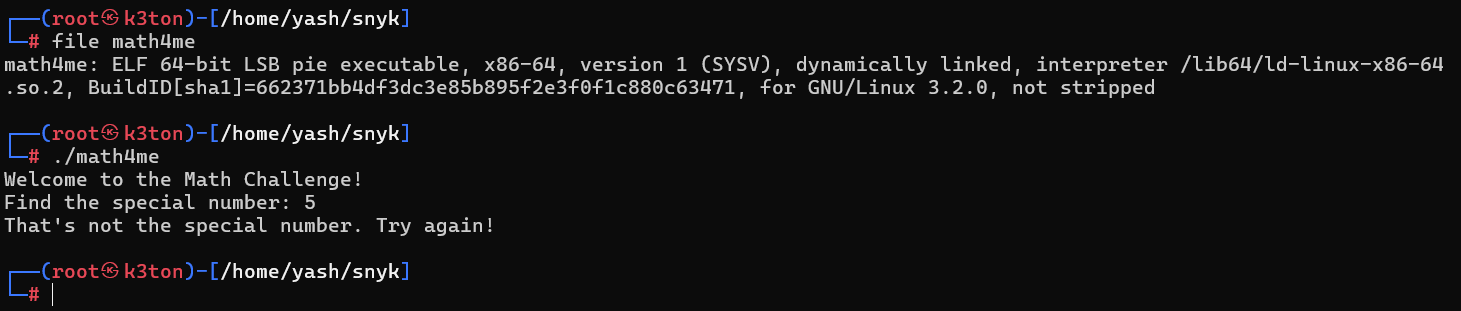 ┌──(root㉿k3ton)-[/home/yash/snyk]
└─# file math4me
math4me: ELF 64-bit LSB pie executable, x86-64, version 1 (SYSV), dynamically linked, interpreter /lib64/ld-linux-x86-64
.so.2, BuildID[sha1]=662371bb4df3dc3e85b895f2e3f0f1c880c63471, for GNU/Linux 3.2.0, not stripped
┌──(root㉿k3ton)-[/home/yash/snyk]
└─# ./math4me
Welcome to the Math Challenge!
Find the special number: 5
That's not the special number. Try again!
┌──(root㉿k3ton)-[/home/yash/snyk]
└─#